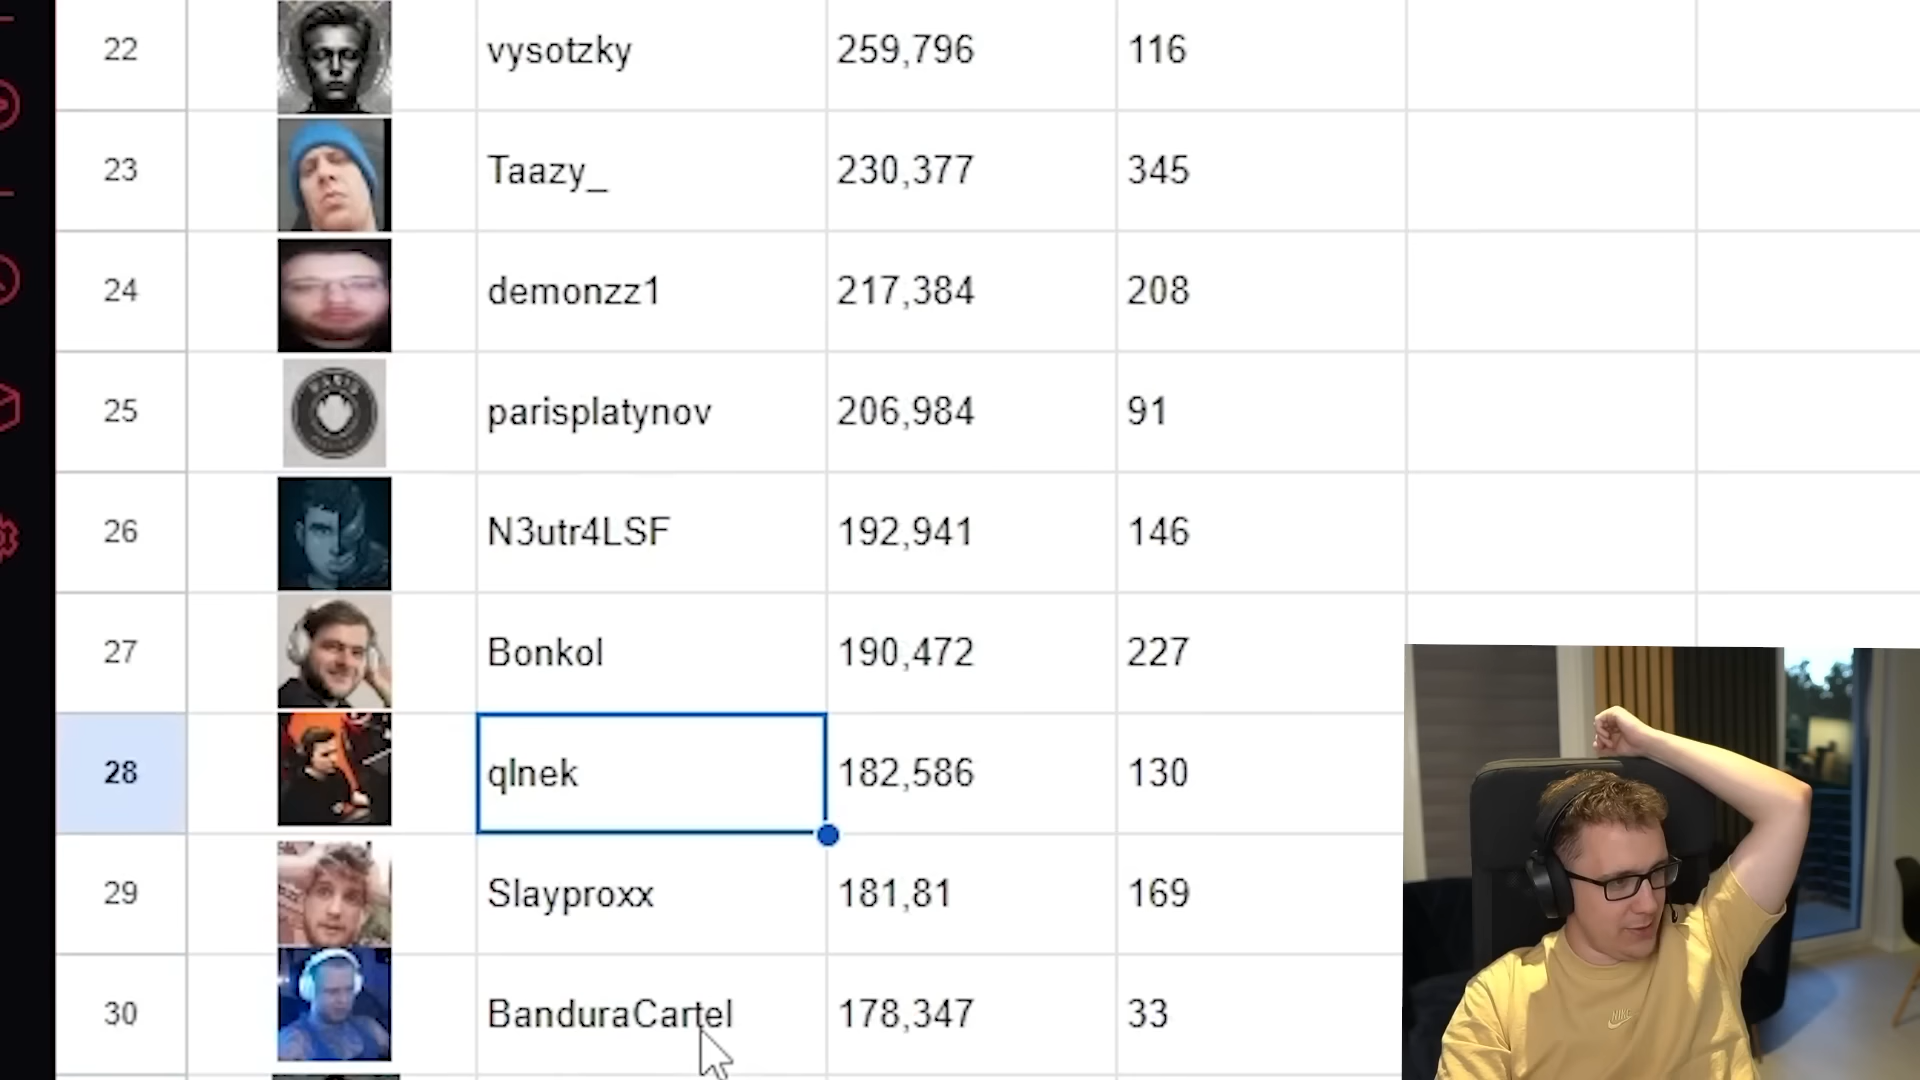 22 vysotzky 259,796 116
23 Taazy_ 230,377 345
24 demonzz1 217,384 208
25 parisplatynov 206,984 91
26 N3utr4LSF 192,941 146
27 Bonkol 190,472 227
28 qlnek 182,586 130
29 Slayproxx 181,81 169
30 BanduraCartel 178,347 33
NIKE